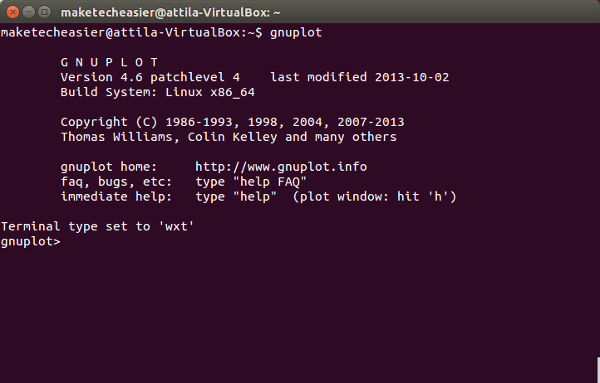 maketecheasier@attila-VirtualBox: ~
maketecheasier@attila-VirtualBox:~$ gnuplot
G N U P L O T
Version 4.6 patchlevel 4    last modified 2013-10-02
Build System: Linux x86_64
Copyright (C) 1986-1993, 1998, 2004, 2007-2013
Thomas Williams, Colin Kelley and many others
gnuplot home:     http://www.gnuplot.info
faq, bugs, etc:   type "help FAQ"
immediate help:   type "help"  (plot window: hit 'h')
Terminal type set to 'wxt'
gnuplot>